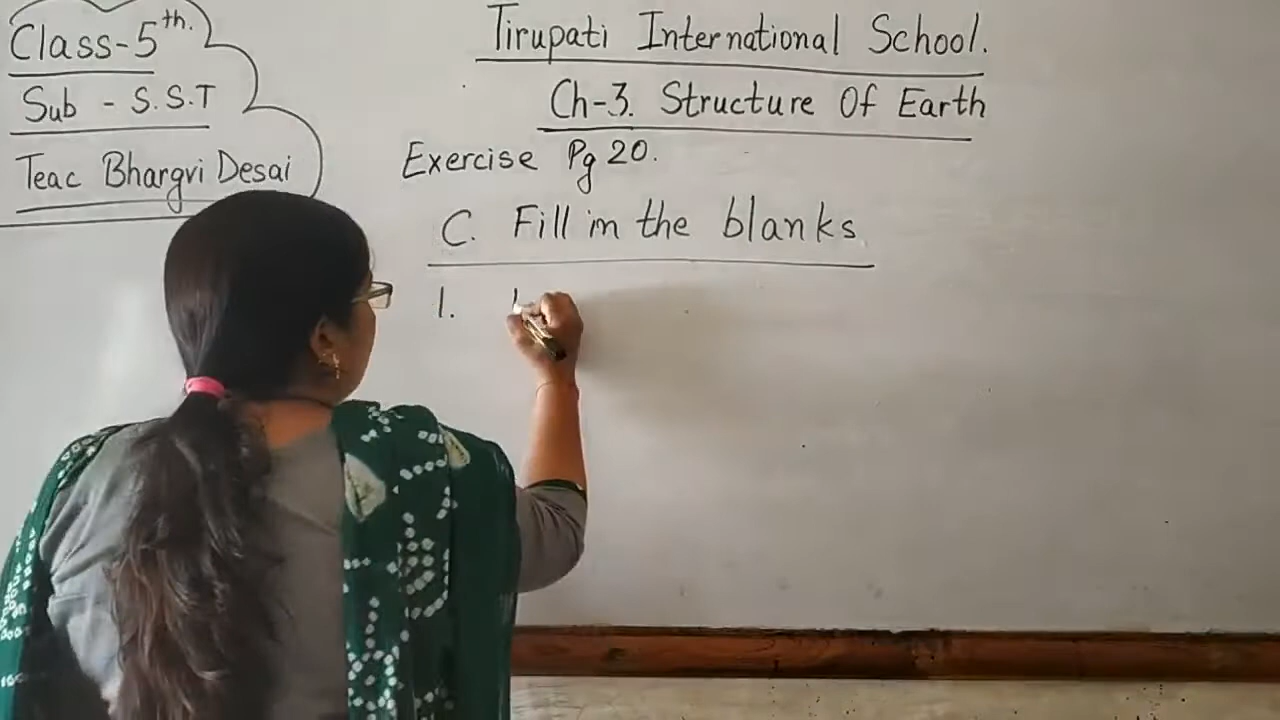 Class-5th.
Sub - S.S.T
Teac Bhargvi Desai
Tirupati International School.
Ch-3. Structure Of Earth
Exercise Pg 20.
C. Fill in the blanks
1.